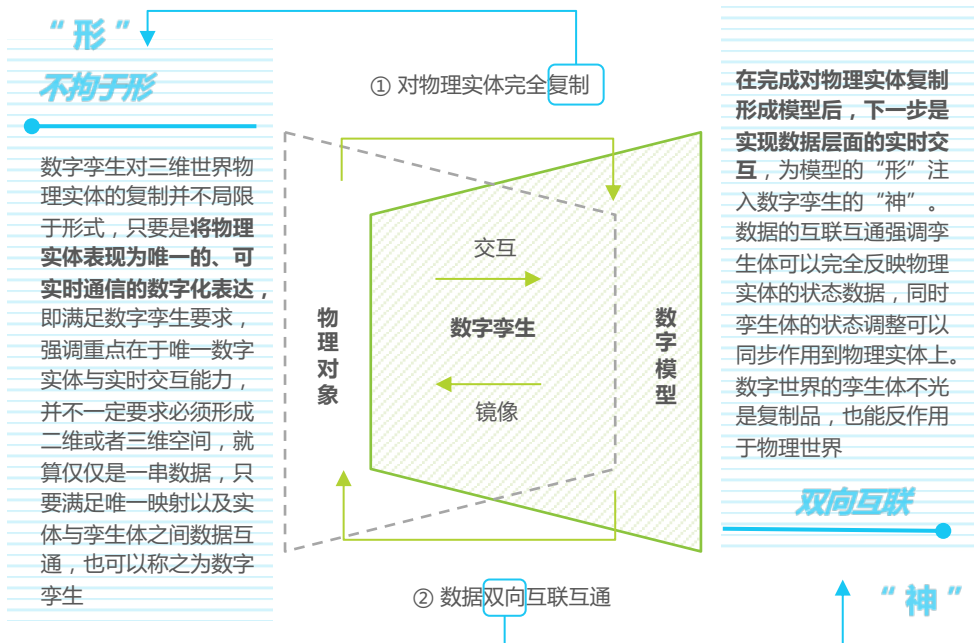 “形”
不拘于形
数字孪生对三维世界物
理实体的复制并不局限
于形式，只要是将物理
实体表现为唯一的、可
实时通信的数字化表达，
即满足数字孪生要求，
强调重点在于唯一数字
实体与实时交互能力，
并不一定要求必须形成
二维或者三维空间，就
算仅仅是一串数据，只
要满足唯一映射以及实
体与孪生体之间数据互
通，也可以称之为数字
孪生
① 对物理实体完全复制
物理对象
交互
数字孪生
镜像
数字模型
② 数据双向互联互通
在完成对物理实体复制
形成模型后，下一步是
实现数据层面的实时交
互，为模型的“形”注
入数字孪生的“神”。
数据的互联互通强调孪
生体可以完全反映物理
实体的状态数据，同时
孪生体的状态调整可以
同步作用到物理实体上。
数字世界的孪生体不光
是复制品，也能反作用
于物理世界
双向互联
“神”